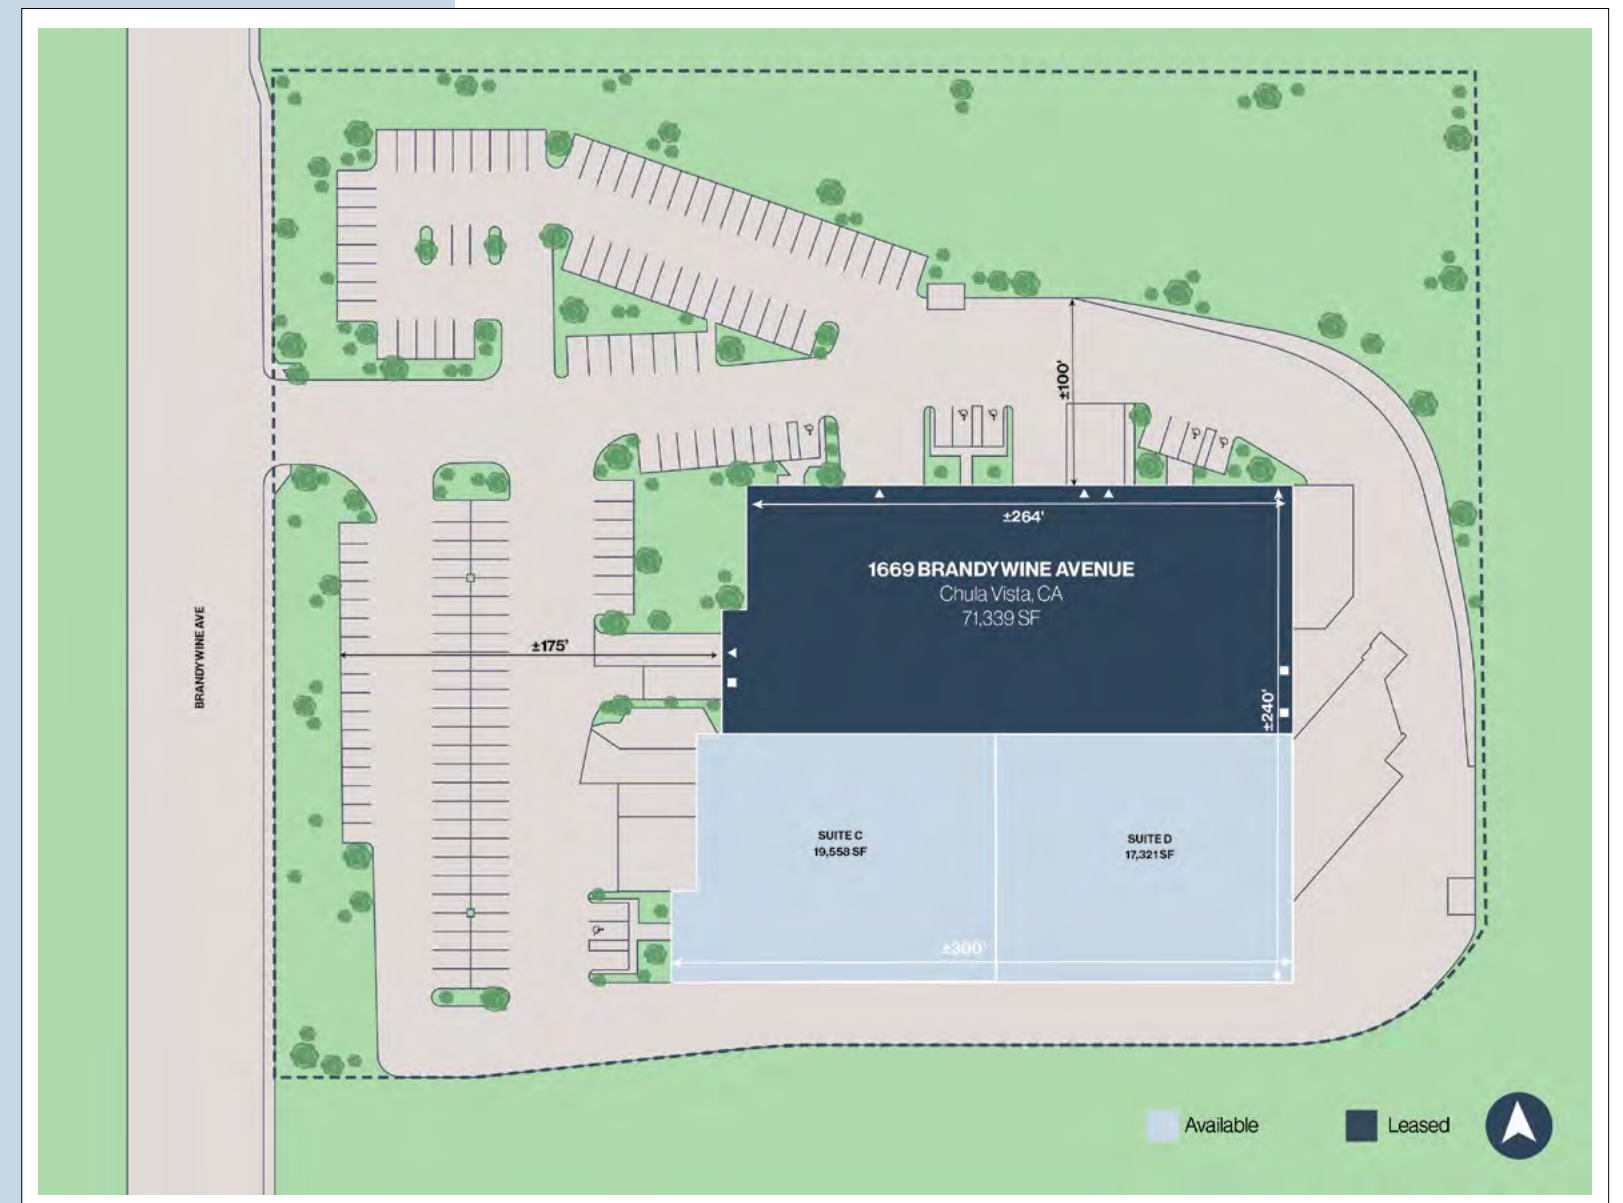 ±100'
±264'
1669 BRANDYWINE AVENUE
Chula Vista, CA
71,339 SF
±175'
BRANDYWINE AVE
±240'
SUITE C
19,558 SF
SUITE D
17,321 SF
±300'
Available
Leased